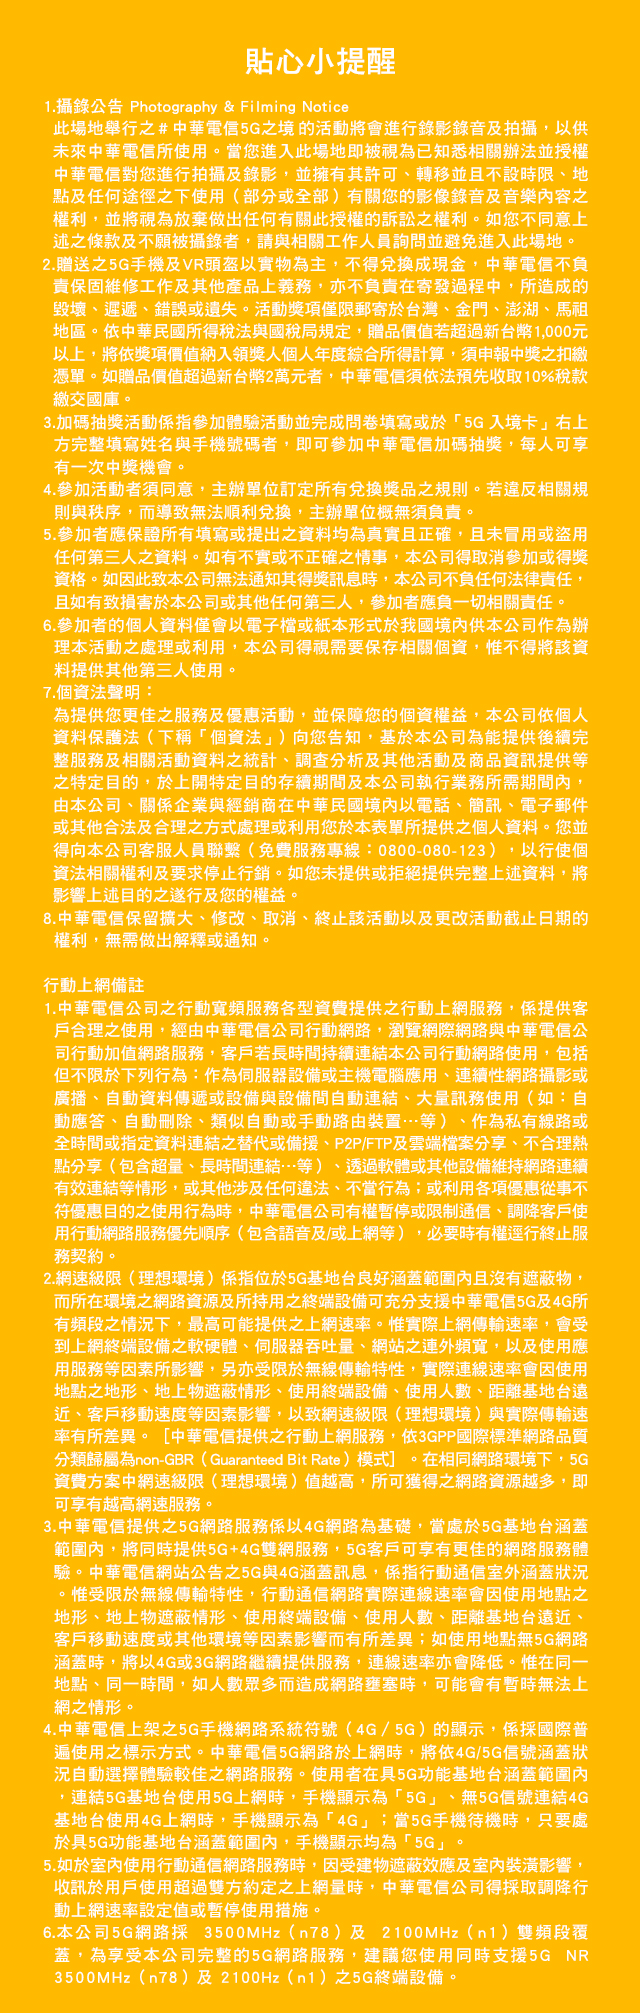 貼心小提醒
1.攝錄公告 Photography & Filming Notice
此場地舉行之＃中華電信5G之境 的活動將會進行錄影錄音及拍攝，以供
未來中華電信所使用。當您進入此場地即被視為已知悉相關辦法並授權
中華電信對您進行拍攝及錄影，並擁有其許可、轉移並且不設時限、地
點及任何途徑之下使用（部分或全部）有關您的影像錄音及音樂內容之
權利，並將視為放棄做出任何有關此授權的訴訟之權利。如您不同意上
述之條款及不願被攝錄者，請與相關工作人員詢問並避免進入此場地。
2.贈送之5G手機及VR頭盔以實物為主，不得兌換成現金，中華電信不負
責保固維修工作及其他產品上義務，亦不負責在寄發過程中，所造成的
毀壞、遲遞、錯誤或遺失。活動獎項僅限郵寄於台灣、金門、澎湖、馬祖
地區。依中華民國所得稅法與國稅局規定，贈品價值若超過新台幣1,000元
以上，將依獎項價值納入領獎人個人年度綜合所得計算，須申報中獎之扣繳
憑單。如贈品價值超過新台幣2萬元者，中華電信須依法預先收取10%稅款
繳交國庫。
3.加碼抽獎活動係指參加體驗活動並完成問卷填寫或於「5G 入境卡」右上
方完整填寫姓名與手機號碼者，即可參加中華電信加碼抽獎，每人可享
有一次中獎機會。
4.參加活動者須同意，主辦單位訂定所有兌換獎品之規則。若違反相關規
則與秩序，而導致無法順利兌換，主辦單位概無須負責。
5.參加者應保證所有填寫或提出之資料均為真實且正確，且未冒用或盜用
任何第三人之資料。如有不實或不正確之情事，本公司得取消參加或得獎
資格。如因此致本公司無法通知其得獎訊息時，本公司不負任何法律責任，
且如有致損害於本公司或其他任何第三人，參加者應負一切相關責任。
6.參加者的個人資料僅會以電子檔或紙本形式於我國境內供本公司作為辦
理本活動之處理或利用，本公司得視需要保存相關個資，惟不得將該資
料提供其他第三人使用。
7.個資法聲明：
為提供您更佳之服務及優惠活動，並保障您的個資權益，本公司依個人
資料保護法（下稱「個資法」）向您告知，基於本公司為能提供後續完
整服務及相關活動資料之統計、調查分析及其他活動及商品資訊提供等
之特定目的，於上開特定目的存續期間及本公司執行業務所需期間內，
由本公司、關係企業與經銷商在中華民國境內以電話、簡訊、電子郵件
或其他合法及合理之方式處理或利用您於本表單所提供之個人資料。您並
得向本公司客服人員聯繫（免費服務專線：0800-080-123），以行使個
資法相關權利及要求停止行銷。如您未提供或拒絕提供完整上述資料，將
影響上述目的之遂行及您的權益。
8.中華電信保留擴大、修改、取消、終止該活動以及更改活動截止日期的
權利，無需做出解釋或通知。
行動上網備註
1.中華電信公司之行動寬頻服務各型資費提供之行動上網服務，係提供客
戶合理之使用，經由中華電信公司行動網路，瀏覽網際網路與中華電信公
司行動加值網路服務，客戶若長時間持續連結本公司行動網路使用，包括
但不限於下列行為：作為伺服器設備或主機電腦應用、連續性網路攝影或
廣播、自動資料傳遞或設備與設備間自動連結、大量訊務使用（如：自
動應答、自動刪除、類似自動或手動路由裝置…等）、作為私有線路或
全時間或指定資料連結之替代或備援、P2P/FTP及雲端檔案分享、不合理熱
點分享（包含超量、長時間連結…等）、透過軟體或其他設備維持網路連續
有效連結等情形，或其他涉及任何違法、不當行為；或利用各項優惠從事不
符優惠目的之使用行為時，中華電信公司有權暫停或限制通信、調降客戶使
用行動網路服務優先順序（包含語音及/或上網等），必要時有權逕行終止服
務契約。
2.網速級限（理想環境）係指位於5G基地台良好涵蓋範圍內且沒有遮蔽物，
而所在環境之網路資源及所持用之終端設備可充分支援中華電信5G及4G所
有頻段之情況下，最高可能提供之上網速率。惟實際上網傳輸速率，會受
到上網終端設備之軟硬體、伺服器吞吐量、網站之連外頻寬，以及使用應
用服務等因素所影響，另亦受限於無線傳輸特性，實際連線速率會因使用
地點之地形、地上物遮蔽情形、使用終端設備、使用人數、距離基地台遠
近、客戶移動速度等因素影響，以致網速級限（理想環境）與實際傳輸速
率有所差異。［中華電信提供之行動上網服務，依3GPP國際標準網路品質
分類歸屬為non-GBR（Guaranteed Bit Rate）模式］。在相同網路環境下，5G
資費方案中網速級限（理想環境）值越高，所可獲得之網路資源越多，即
可享有越高網速服務。
3.中華電信提供之5G網路服務係以4G網路為基礎，當處於5G基地台涵蓋
範圍內，將同時提供5G+4G雙網服務，5G客戶可享有更佳的網路服務體
驗。中華電信網站公告之5G與4G涵蓋訊息，係指行動通信室外涵蓋狀況
。惟受限於無線傳輸特性，行動通信網路實際連線速率會因使用地點之
地形、地上物遮蔽情形、使用終端設備、使用人數、距離基地台遠近、
客戶移動速度或其他環境等因素影響而有所差異；如使用地點無5G網路
涵蓋時，將以4G或3G網路繼續提供服務，連線速率亦會降低。惟在同一
地點、同一時間，如人數眾多而造成網路壅塞時，可能會有暫時無法上
網之情形。
4.中華電信上架之5G手機網路系統符號（4G / 5G）的顯示，係採國際普
遍使用之標示方式。中華電信5G網路於上網時，將依4G/5G信號涵蓋狀
況自動選擇體驗較佳之網路服務。使用者在具5G功能基地台涵蓋範圍內
，連結5G基地台使用5G上網時，手機顯示為「5G」、無5G信號連結4G
基地台使用4G上網時，手機顯示為「4G」；當5G手機待機時，只要處
於具5G功能基地台涵蓋範圍內，手機顯示均為「5G」。
5.如於室內使用行動通信網路服務時，因受建物遮蔽效應及室內裝潢影響，
收訊於用戶使用超過雙方約定之上網量時，中華電信公司得採取調降行
動上網速率設定值或暫停使用措施。
6.本公司5G網路採 3500MHz（n78）及 2100MHz（n1）雙頻段覆
蓋，為享受本公司完整的5G網路服務，建議您使用同時支援5G NR
3500MHz（n78）及 2100Hz（n1）之5G終端設備。